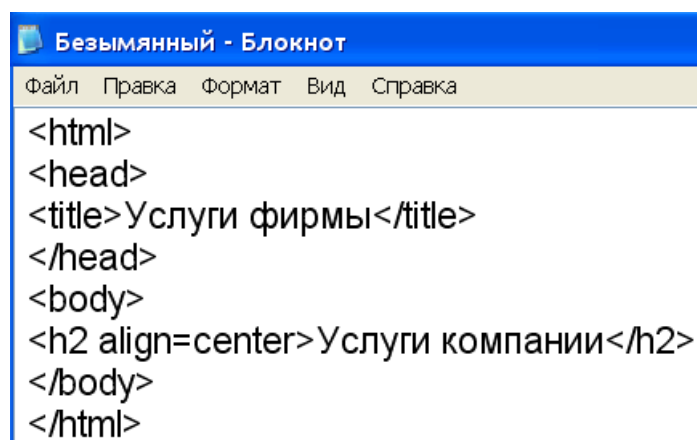 Безымянный - Блокнот
Файл Правка Формат Вид Справка
<html>
<head>
<title>Услуги фирмы</title>
</head>
<body>
<h2 align=center>Услуги компании</h2>
</body>
</html>